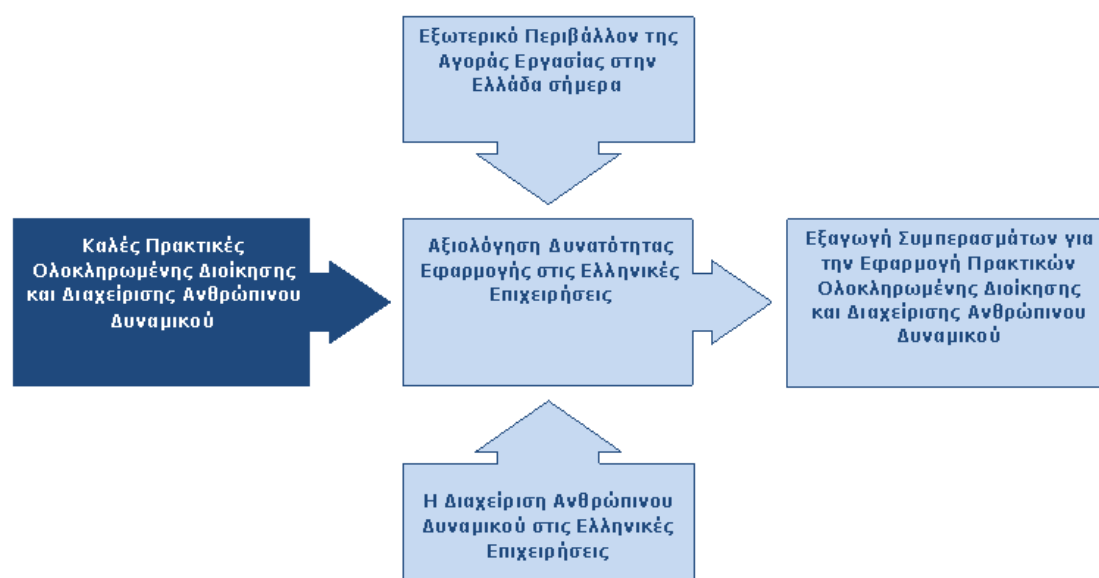 Εξωτερικό Περιβάλλον της
Αγοράς Εργασίας στην
Ελλάδα σήμερα
Καλές Πρακτικές
Ολοκληρωμένης Διοίκησης
και Διαχείρισης Ανθρώπινου
Δυναμικού
Αξιολόγηση Δυνατότητας
Εφαρμογής στις Ελληνικές
Επιχειρήσεις
Εξαγωγή Συμπερασμάτων για
την Εφαρμογή Πρακτικών
Ολοκληρωμένης Διοίκησης
και Διαχείρισης Ανθρώπινου
Δυναμικού
Η Διαχείριση Ανθρώπινου
Δυναμικού στις Ελληνικές
Επιχειρήσεις